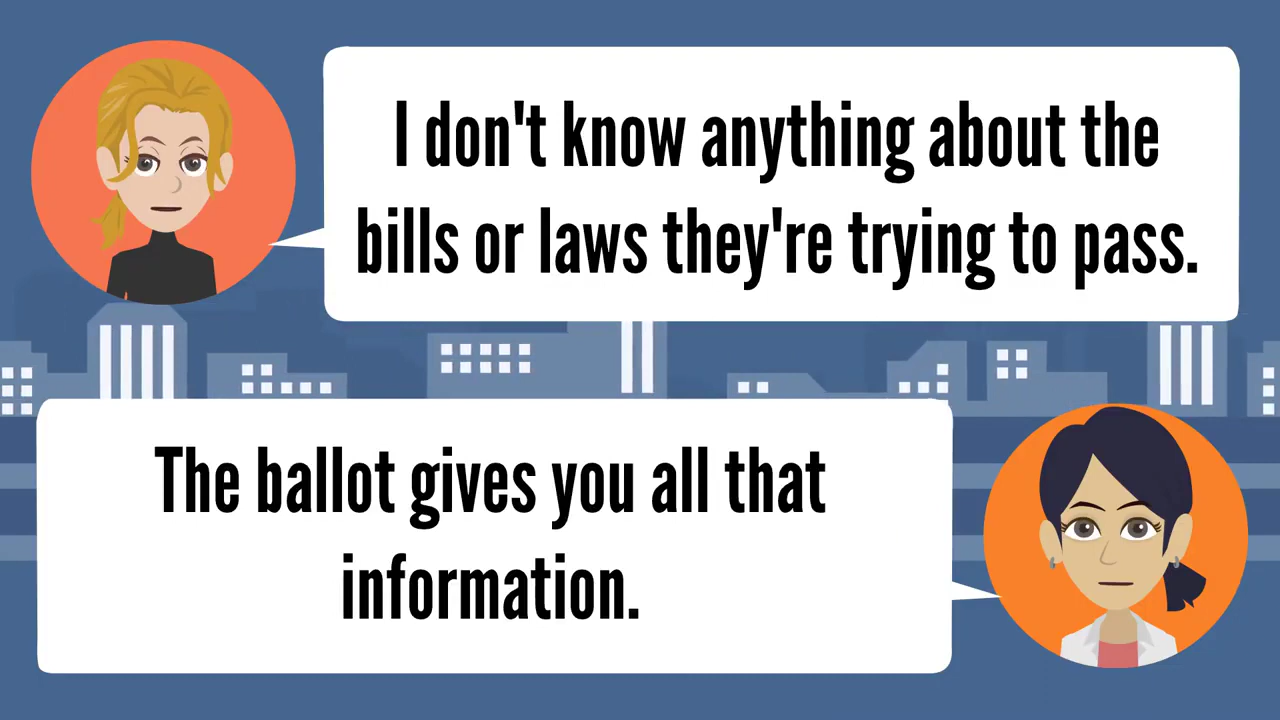 I don't know anything about the
bills or laws they're trying to pass.
The ballot gives you all that
information.